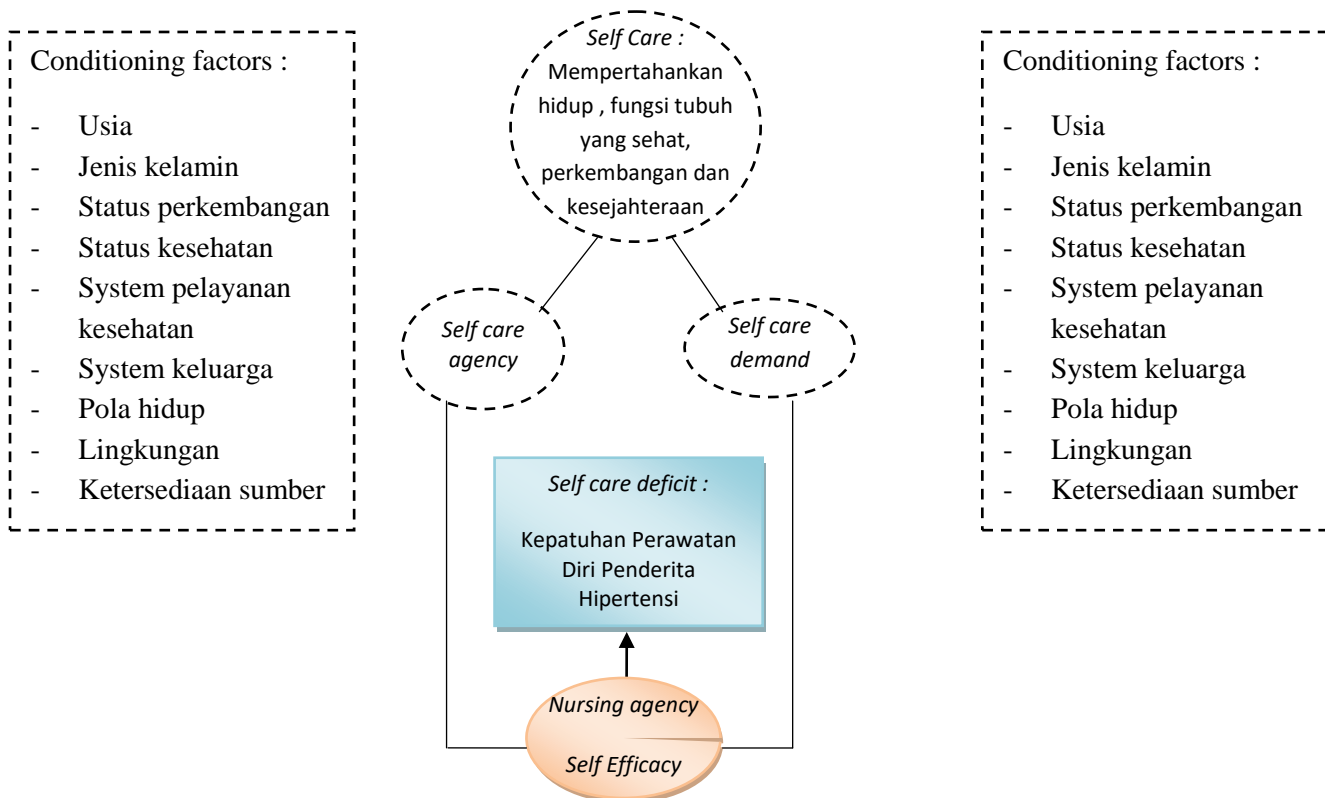 Conditioning factors :
- Usia
- Jenis kelamin
- Status perkembangan
- Status kesehatan
- System pelayanan
kesehatan
- System keluarga
- Pola hidup
- Lingkungan
- Ketersediaan sumber
Self Care :
Mempertahankan
hidup , fungsi tubuh
yang sehat,
perkembangan dan
kesejahteraan
Self care
agency
Self care
demand
Self care deficit :
Kepatuhan Perawatan
Diri Penderita
Hipertensi
Nursing agency
Self Efficacy
Conditioning factors :
- Usia
- Jenis kelamin
- Status perkembangan
- Status kesehatan
- System pelayanan
kesehatan
- System keluarga
- Pola hidup
- Lingkungan
- Ketersediaan sumber